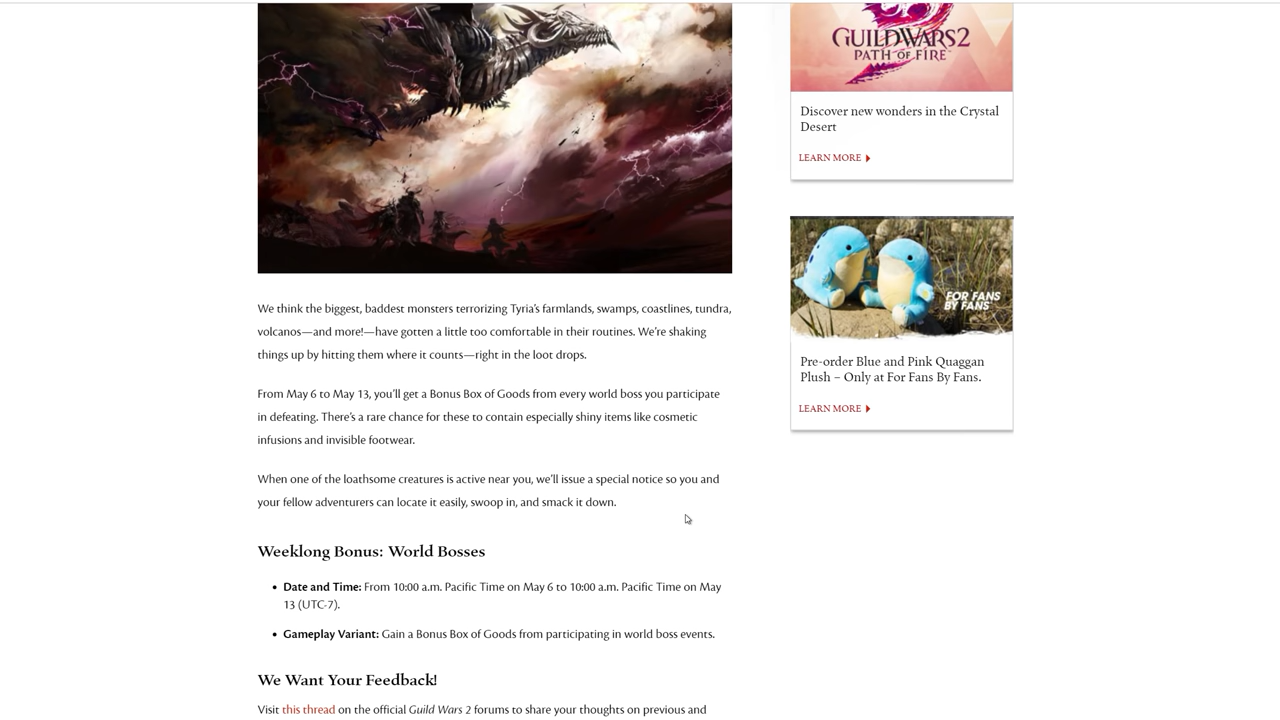 GUILD WARS 2
PATH OF FIRE™
Discover new wonders in the Crystal
Desert
LEARN MORE
FOR FANS
BY FANS
Pre-order Blue and Pink Quaggan
Plush – Only at For Fans By Fans.
LEARN MORE
We think the biggest, baddest monsters terrorizing Tyria's farmlands, swamps, coastlines, tundra,
volcanos—and more!—have gotten a little too comfortable in their routines. We're shaking
things up by hitting them where it counts—right in the loot drops.
From May 6 to May 13, you'll get a Bonus Box of Goods from every world boss you participate
in defeating. There's a rare chance for these to contain especially shiny items like cosmetic
infusions and invisible footwear.
When one of the loathsome creatures is active near you, we'll issue a special notice so you and
your fellow adventurers can locate it easily, swoop in, and smack it down.
Weeklong Bonus: World Bosses
• Date and Time: From 10:00 a.m. Pacific Time on May 6 to 10:00 a.m. Pacific Time on May
13 (UTC-7).
• Gameplay Variant: Gain a Bonus Box of Goods from participating in world boss events.
We Want Your Feedback!
Visit this thread on the official Guild Wars 2 forums to share your thoughts on previous and